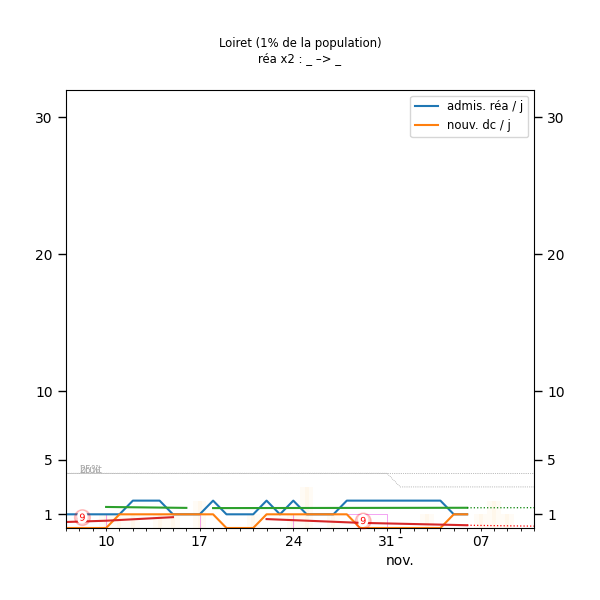 Loiret (1% de la population)
réa x2 : _ –> _
admis. réa / j
nouv. dc / j
30 30
20 20
10 10
5 5
25%
1 1
9 9
10 17 24 31 - 07
nov.